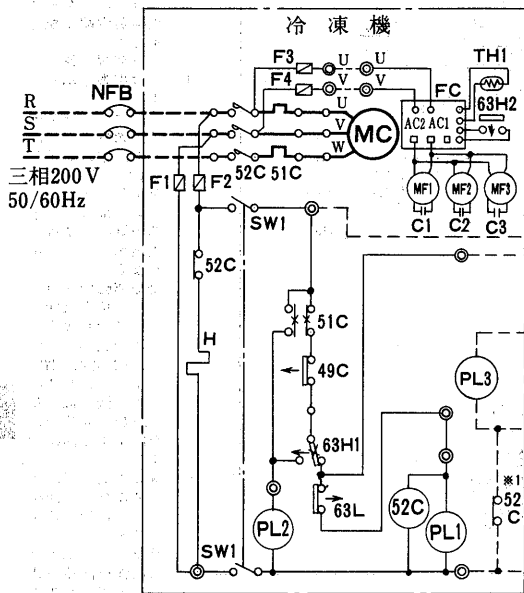 冷凍機
F3 U U
F4 V V
TH1
FC
63H2
NFB
R
S
T
U
V
W
MC
AC2 AC1
三相200V
50/60Hz
F1 F2
52C 51C
MF1 MF2 MF3
C1 C2 C3
SW1
52C
51C
H
49C
PL3
63H1
63L
※1
52
C
PL2
52C
PL1
SW1